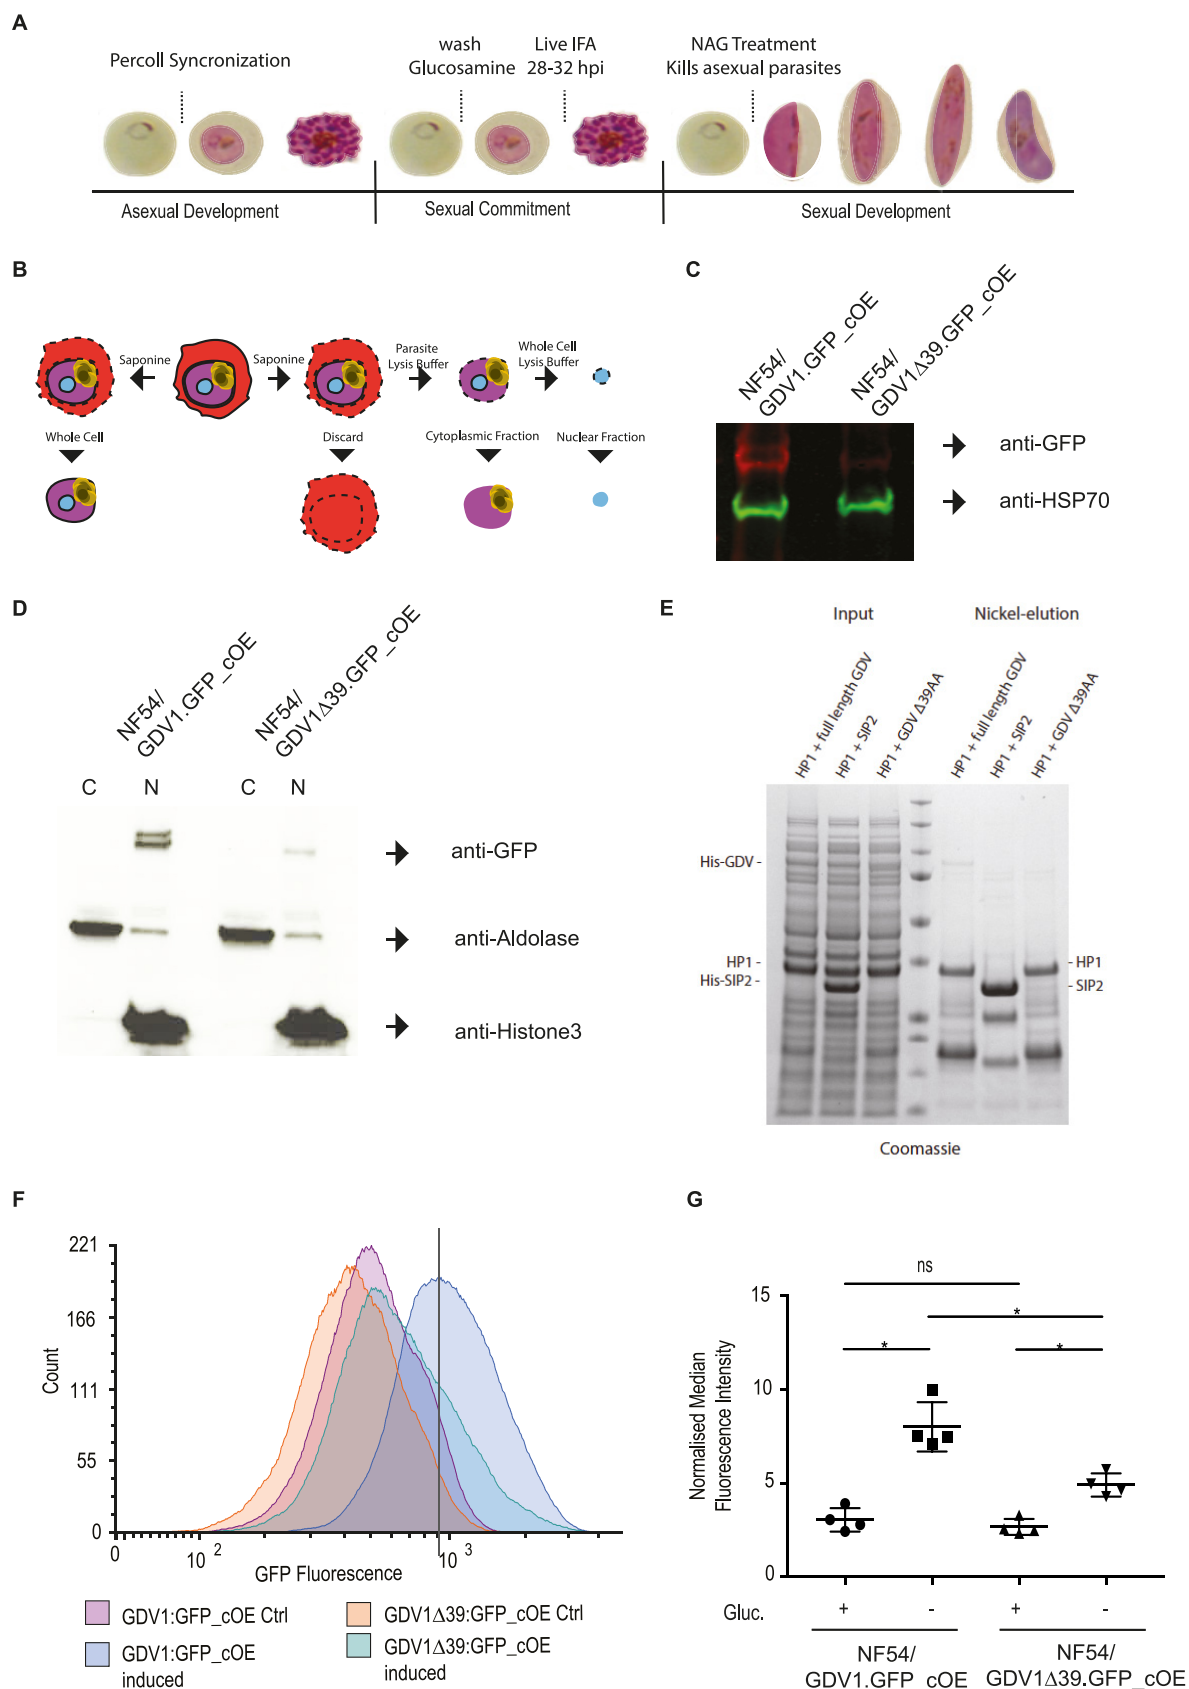 A
Percoll Syncronization
wash
Glucosamine
Live IFA
28-32 hpi
NAG Treatment
Kills asexual parasites
Asexual Development
Sexual Commitment
Sexual Development
B
Saponine
Saponine
Parasite
Lysis Buffer
Whole Cell
Lysis Buffer
Whole Cell
Discard
Cytoplasmic Fraction
Nuclear Fraction
C
NF54/
GDV1.GFP_cOE
NF54/
GDV1Δ39.GFP_cOE
anti-GFP
anti-HSP70
D
NF54/
GDV1.GFP_cOE
NF54/
GDV1Δ39.GFP_cOE
C N C N
anti-GFP
anti-Aldolase
anti-Histone3
E
Input
Nickel-elution
HP1 + full length GDV
HP1 + SIP2
HP1 + GDV Δ39AA
HP1 + full length GDV
HP1 + SIP2
HP1 + GDV Δ39AA
His-GDV -
HP1 -
His-SIP2 -
- HP1
- SIP2
Coomassie
F
Count
221
166
111
55
0
0 10 2 10 3
GFP Fluorescence
GDV1:GFP_cOE Ctrl
GDV1:GFP_cOE
induced
GDV1Δ39:GFP_cOE Ctrl
GDV1Δ39:GFP_cOE
induced
G
Normalised Median
Fluorescence Intensity
15
10
5
0
ns
*
*
*
Gluc. + - + -
NF54/
GDV1.GFP_cOE
NF54/
GDV1Δ39.GFP_cOE